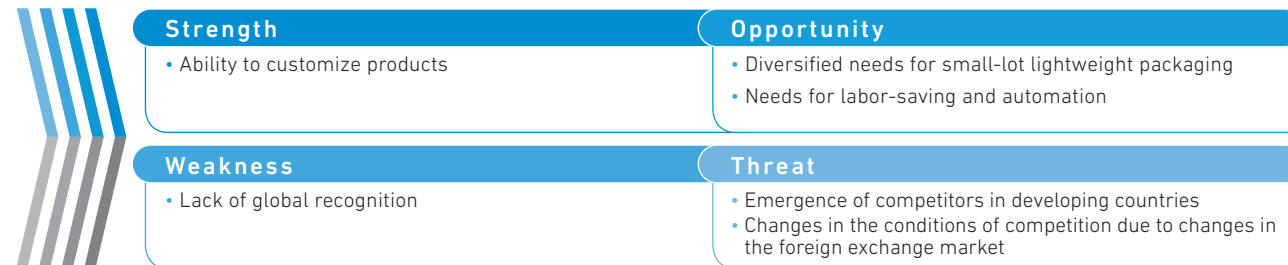 Strength
• Ability to customize products
Opportunity
• Diversified needs for small-lot lightweight packaging
• Needs for labor-saving and automation
Weakness
• Lack of global recognition
Threat
• Emergence of competitors in developing countries
• Changes in the conditions of competition due to changes in
the foreign exchange market